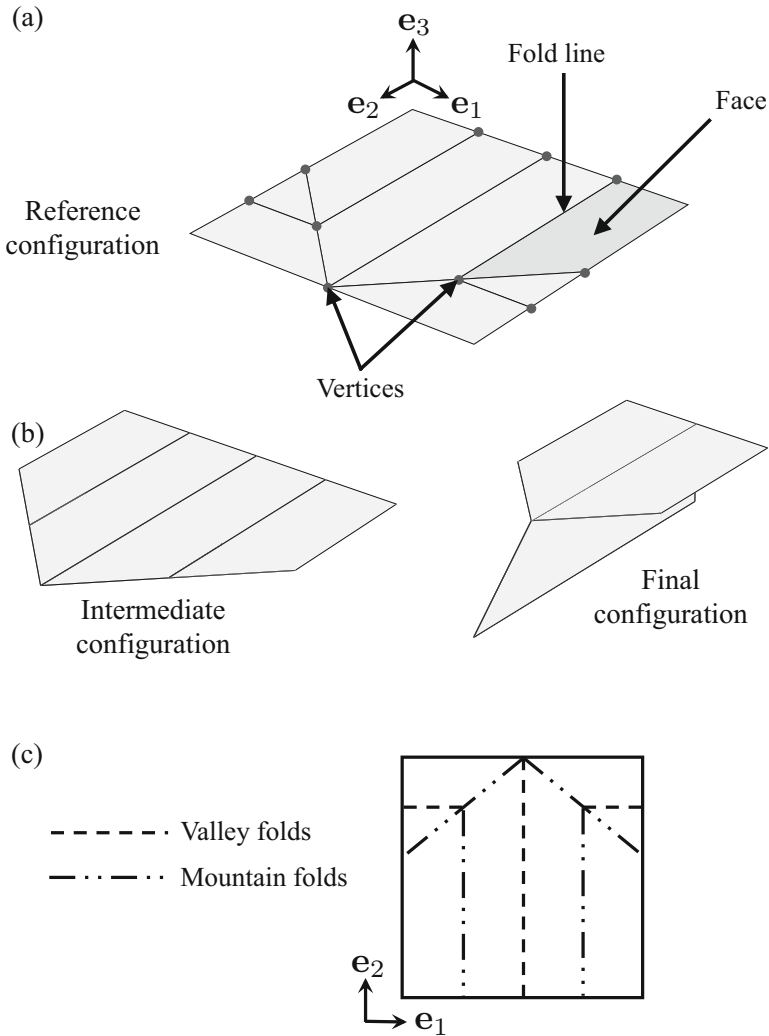 (a)
e3
e2
e1
Fold line
Face
Reference
configuration
Vertices
(b)
Intermediate
configuration
Final
configuration
(c)
Valley folds
Mountain folds
e2
e1